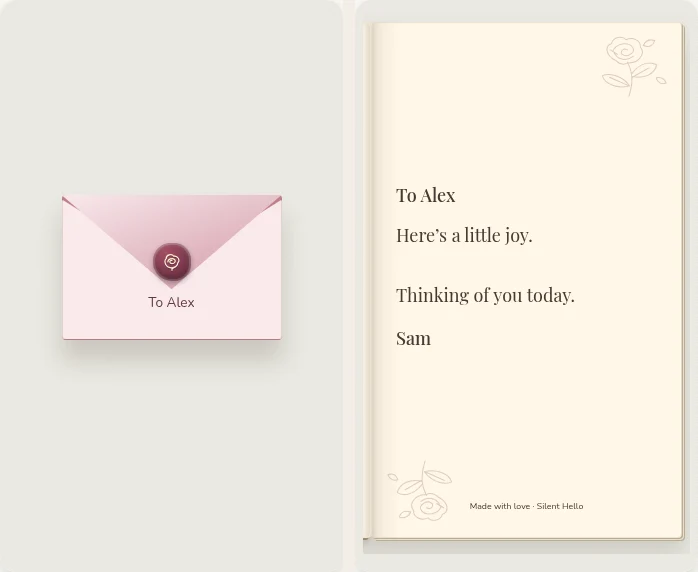 To Alex
To Alex
Here’s a little joy.
Thinking of you today.
Sam
Made with love · Silent Hello